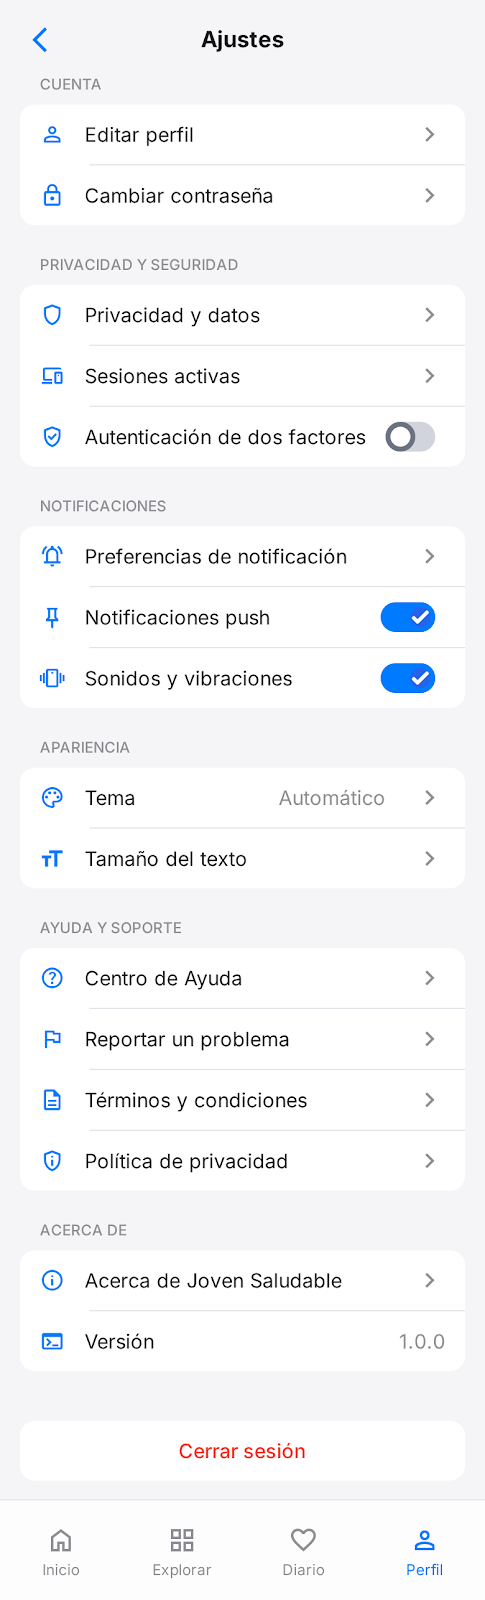 Ajustes
CUENTA
Editar perfil
Cambiar contraseña
PRIVACIDAD Y SEGURIDAD
Privacidad y datos
Sesiones activas
Autenticación de dos factores
NOTIFICACIONES
Preferencias de notificación
Notificaciones push
Sonidos y vibraciones
APARIENCIA
Tema Automático
Tamaño del texto
AYUDA Y SOPORTE
Centro de Ayuda
Reportar un problema
Términos y condiciones
Política de privacidad
ACERCA DE
Acerca de Joven Saludable
Versión 1.0.0
Cerrar sesión
Inicio Explorar Diario Perfil